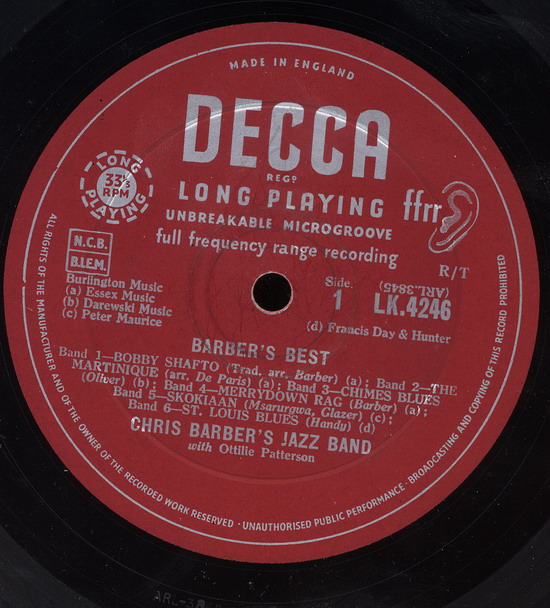 MADE IN ENGLAND
DECCA
REGD
LONG PLAYING
UNBREAKABLE MICROGROOVE
full frequency range recording
ffrr
LONG
33⅓
RPM
PLAYING
N.C.B.
B.I.E.M.
R/T
Burlington Music
(a) Essex Music
(b) Darewski Music
(c) Peter Maurice
Side.
1
(ARL.3845)
LK.4246
(d) Francis Day & Hunter
BARBER'S BEST
Band 1—BOBBY SHAFTO (Trad. arr. Barber) (a); Band 2—THE
MARTINIQUE (arr. De Paris) (a); Band 3—CHIMES BLUES
(Oliver) (b); Band 4—MERRYDOWN RAG (Barber) (a);
Band 5—SKOKIAAN (Msarurgwa, Glazer) (c);
Band 6—ST. LOUIS BLUES (Handy) (d)
CHRIS BARBER'S JAZZ BAND
with Ottilie Patterson
ALL RIGHTS OF THE MANUFACTURER AND OF THE OWNER OF THE RECORDED WORK RESERVED · UNAUTHORISED PUBLIC PERFORMANCE · BROADCASTING AND COPYING OF THIS RECORD PROHIBITED